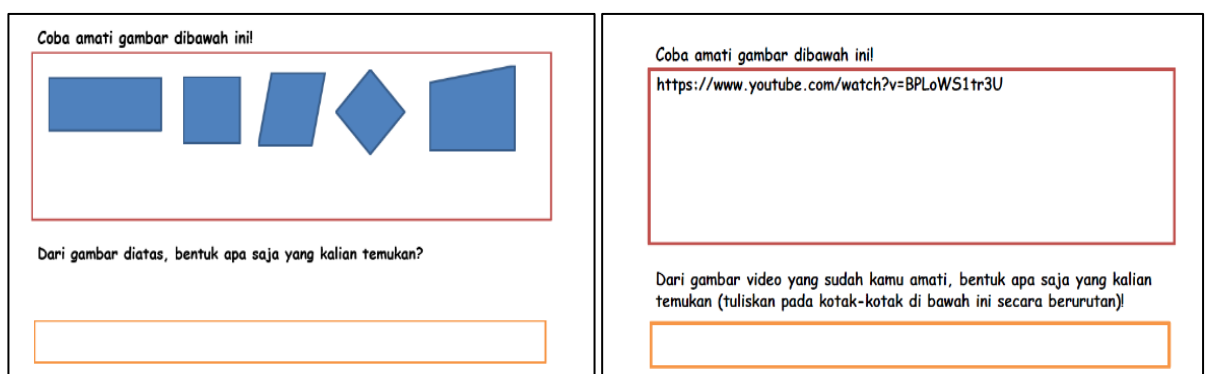 Coba amati gambar dibawah ini!
Dari gambar diatas, bentuk apa saja yang kalian temukan?
Coba amati gambar dibawah ini!
https://www.youtube.com/watch?v=BPLoWS1tr3U
Dari gambar video yang sudah kamu amati, bentuk apa saja yang kalian
temukan (tuliskan pada kotak-kotak di bawah ini secara berurutan)!